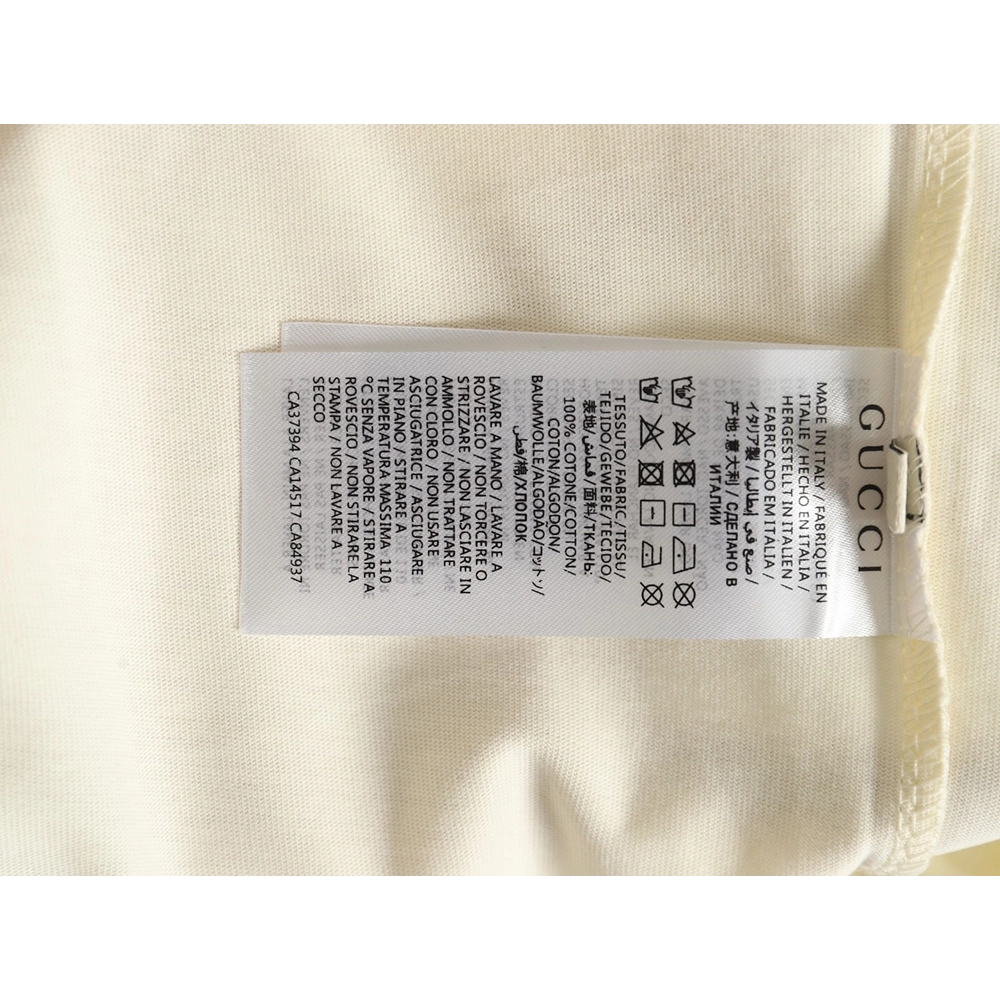 GUCCI
MADE IN ITALY / FABRIQUÉ EN
ITALIE / HECHO EN ITALIA /
HERGESTELLT IN ITALIEN /
FABRICADO EM ITÁLIA /
イタリア製 / صنع في إيطاليا /
产地:意大利 / СДЕЛАНО В
ИТАЛИИ
TESSUTO/FABRIC/TISSU/
TEJIDO/GEWEBE/TECIDO/
表地/قماش/面料/ТКАНЬ:
100% COTONE/COTTON/
COTON/ALGODON/
BAUMWOLLE/ALGODÃO/コットン/
قطن/棉/ХЛОПОК
LAVARE A MANO / LAVARE A
ROVESCIO / NON TORCERE O
STRIZZARE / NON LASCIARE IN
AMMOLLO / NON TRATTARE
CON CLORO / NON USARE
ASCIUGATRICE / ASCIUGARE
IN PIANO / STIRARE A
TEMPERATURA MASSIMA 110
°C SENZA VAPORE / STIRARE A
ROVESCIO / NON STIRARE LA
STAMPA / NON LAVARE A
SECCO
CA37394 CA14517 CA84937